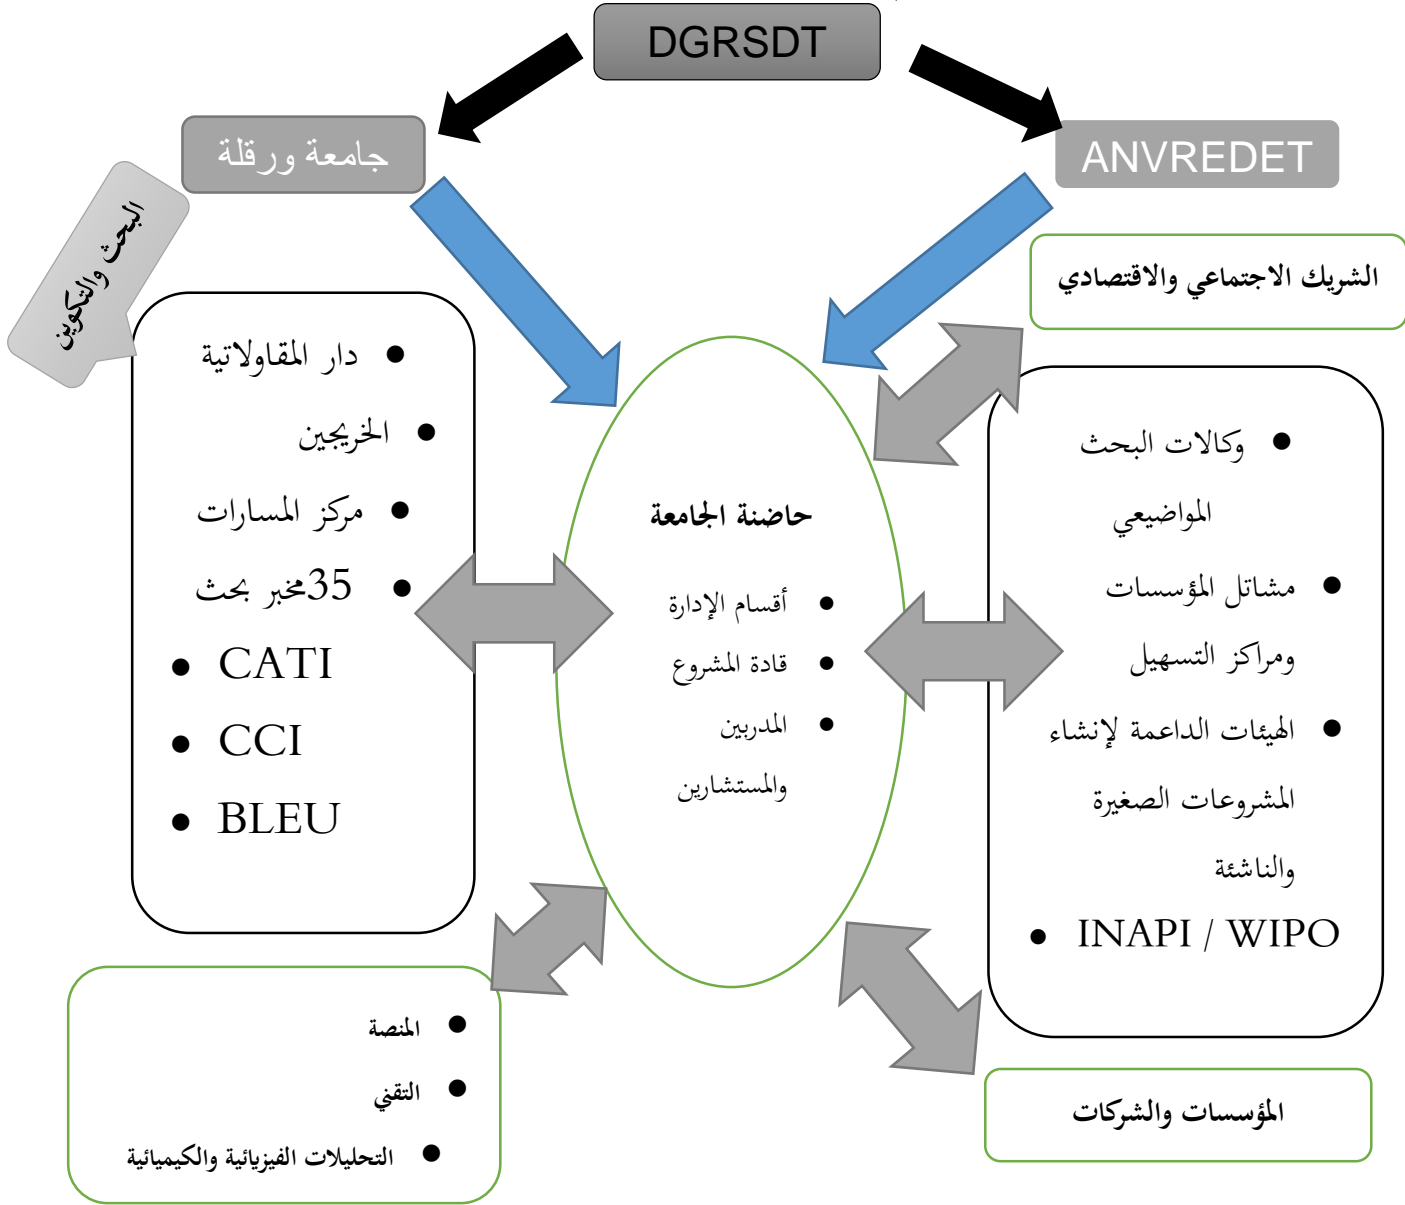 DGRSDT
جامعة ورقلة
ANVREDET
البحث والتكوين
الشريك الاجتماعي والاقتصادي
● دار المقاولاتية
● الخريجين
● مركز المسارات
● 35مخبر بحث
● CATI
● CCI
● BLEU
حاضنة الجامعة
● أقسام الإدارة
● قادة المشروع
● المدربين
والمستشارين
● وكالات البحث
المواضيعي
● مشاتل المؤسسات
ومراكز التسهيل
● الهيئات الداعمة لإنشاء
المشروعات الصغيرة
والناشئة
● INAPI / WIPO
● المنصة
● التقني
● التحليلات الفيزيائية والكيميائية
المؤسسات والشركات